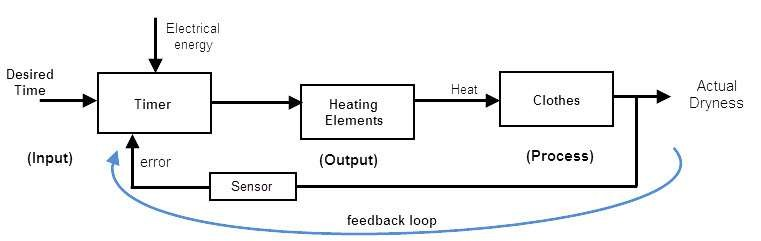 Electrical
energy
Desired
Time
Timer
Heating
Elements
Heat
Clothes
Actual
Dryness
(Input)
error
(Output)
(Process)
Sensor
feedback loop